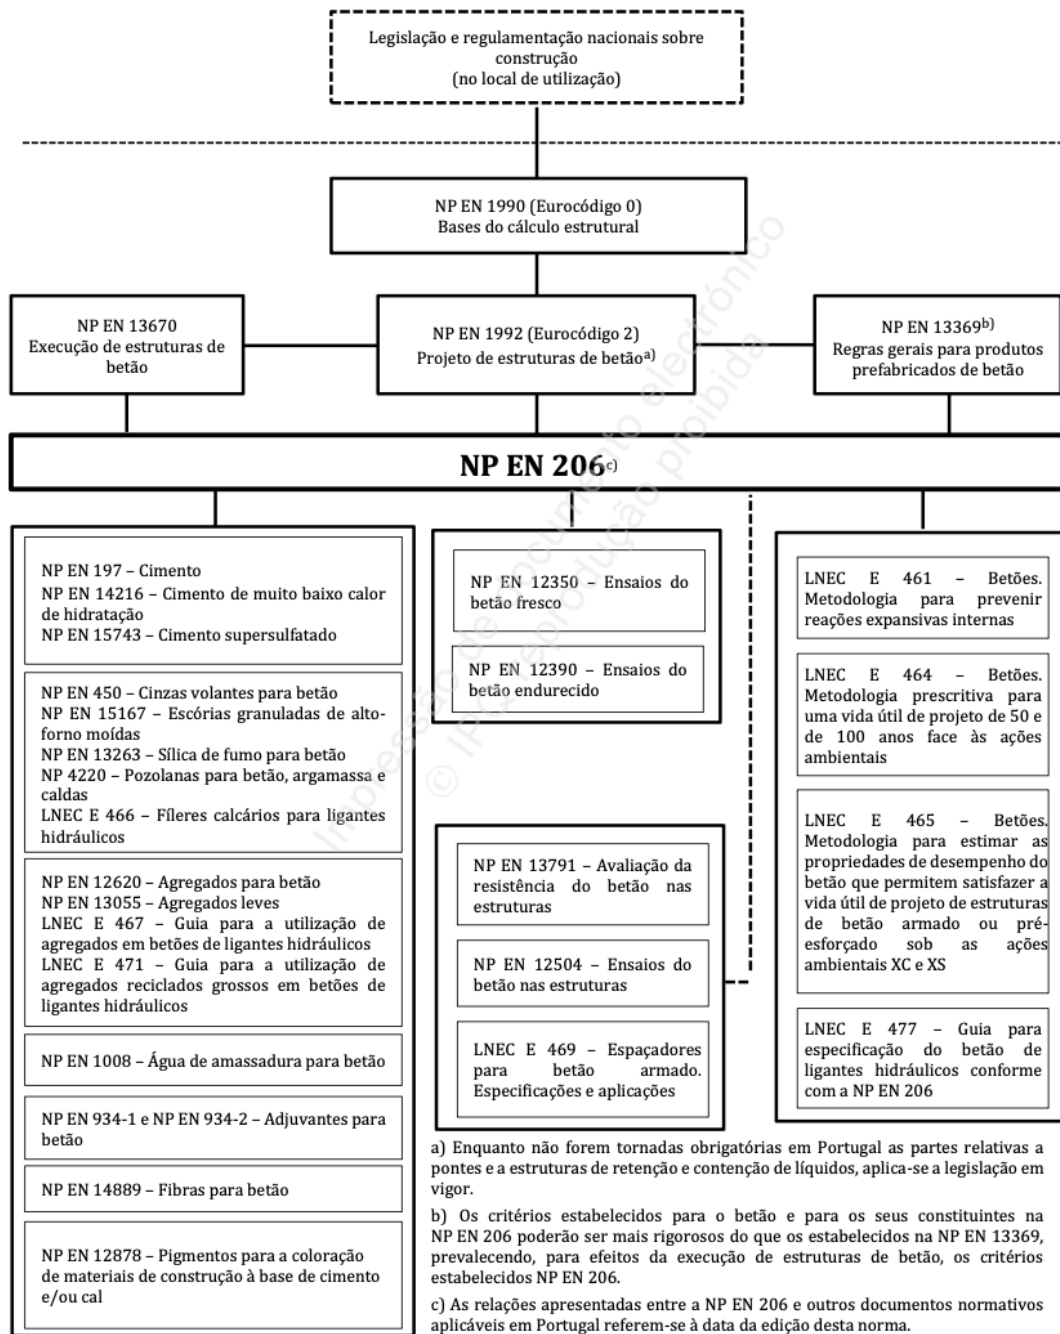 Legislação e regulamentação nacionais sobre
construção
(no local de utilização)
NP EN 1990 (Eurocódigo 0)
Bases do cálculo estrutural
NP EN 13670
Execução de estruturas de
betão
NP EN 1992 (Eurocódigo 2)
Projeto de estruturas de betão a)
NP EN 13369 b)
Regras gerais para produtos
prefabricados de betão
NP EN 206 c)
NP EN 197 – Cimento
NP EN 14216 – Cimento de muito baixo calor
de hidratação
NP EN 15743 – Cimento supersulfatado
NP EN 450 – Cinzas volantes para betão
NP EN 15167 – Escórias granuladas de alto-
forno moídas
NP EN 13263 – Sílica de fumo para betão
NP 4220 – Pozolanas para betão, argamassa e
caldas
LNEC E 466 – Fíleres calcários para ligantes
hidráulicos
NP EN 12620 – Agregados para betão
NP EN 13055 – Agregados leves
LNEC E 467 – Guia para a utilização de
agregados em betões de ligantes hidráulicos
LNEC E 471 – Guia para a utilização de
agregados reciclados grossos em betões de
ligantes hidráulicos
NP EN 1008 – Água de amassadura para betão
NP EN 934-1 e NP EN 934-2 – Adjuvantes para
betão
NP EN 14889 – Fibras para betão
NP EN 12878 – Pigmentos para a coloração
de materiais de construção à base de cimento
e/ou cal
NP EN 12350 – Ensaios do
betão fresco
NP EN 12390 – Ensaios do
betão endurecido
NP EN 13791 – Avaliação da
resistência do betão nas
estruturas
NP EN 12504 – Ensaios do
betão nas estruturas
LNEC E 469 – Espaçadores
para betão armado.
Especificações e aplicações
LNEC E 461 – Betões.
Metodologia para prevenir
reações expansivas internas
LNEC E 464 – Betões.
Metodologia prescritiva para
uma vida útil de projeto de 50 e
de 100 anos face às ações
ambientais
LNEC E 465 – Betões.
Metodologia para estimar as
propriedades de desempenho do
betão que permitem satisfazer a
vida útil de projeto de estruturas
de betão armado ou pré-
esforçado sob as ações
ambientais XC e XS
LNEC E 477 – Guia para
especificação do betão de
ligantes hidráulicos conforme
com a NP EN 206
a) Enquanto não forem tornadas obrigatórias em Portugal as partes relativas a
pontes e a estruturas de retenção e contenção de líquidos, aplica-se a legislação em
vigor.
b) Os critérios estabelecidos para o betão e para os seus constituintes na
NP EN 206 poderão ser mais rigorosos do que os estabelecidos na NP EN 13369,
prevalecendo, para efeitos da execução de estruturas de betão, os critérios
estabelecidos NP EN 206.
c) As relações apresentadas entre a NP EN 206 e outros documentos normativos
aplicáveis em Portugal referem-se à data da edição desta norma.
Impressão de documento electrónico
© IPQ reprodução proibida